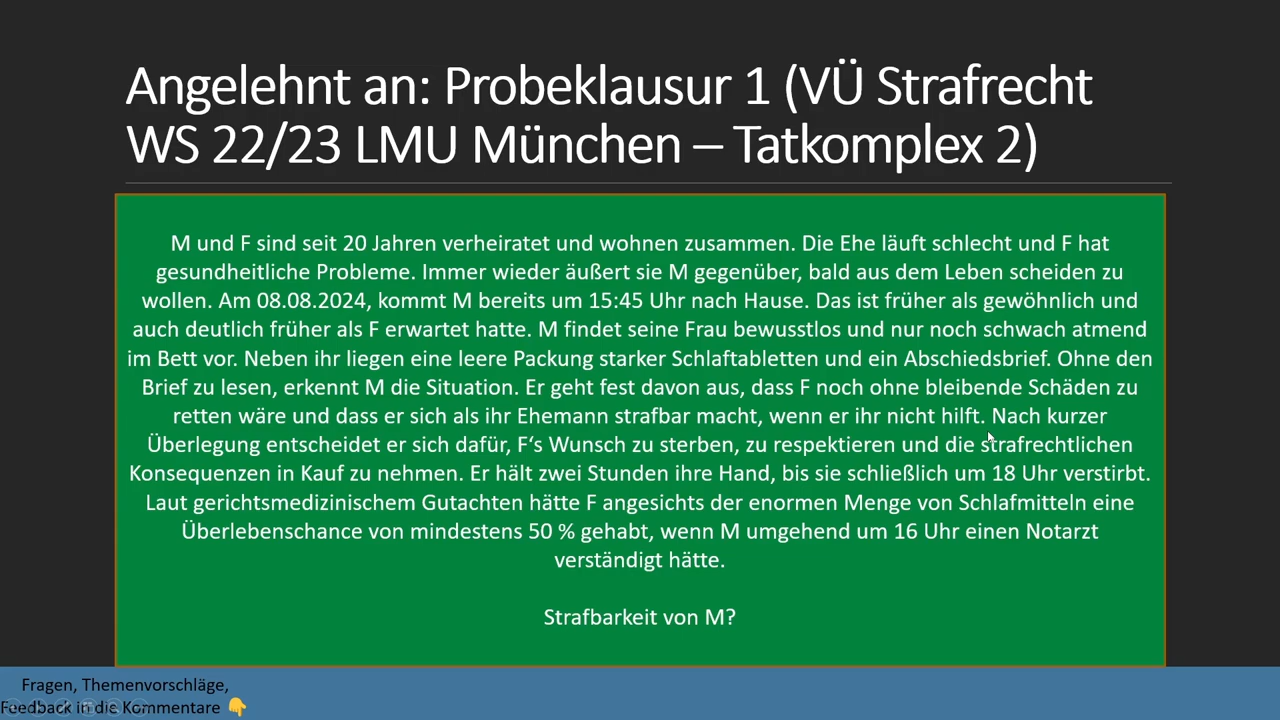 Angelehnt an: Probeklausur 1 (VÜ Strafrecht
WS 22/23 LMU München – Tatkomplex 2)
M und F sind seit 20 Jahren verheiratet und wohnen zusammen. Die Ehe läuft schlecht und F hat
gesundheitliche Probleme. Immer wieder äußert sie M gegenüber, bald aus dem Leben scheiden zu
wollen. Am 08.08.2024, kommt M bereits um 15:45 Uhr nach Hause. Das ist früher als gewöhnlich und
auch deutlich früher als F erwartet hatte. M findet seine Frau bewusstlos und nur noch schwach atmend
im Bett vor. Neben ihr liegen eine leere Packung starker Schlaftabletten und ein Abschiedsbrief. Ohne den
Brief zu lesen, erkennt M die Situation. Er geht fest davon aus, dass F noch ohne bleibende Schäden zu
retten wäre und dass er sich als ihr Ehemann strafbar macht, wenn er ihr nicht hilft. Nach kurzer
Überlegung entscheidet er sich dafür, F‘s Wunsch zu sterben, zu respektieren und die strafrechtlichen
Konsequenzen in Kauf zu nehmen. Er hält zwei Stunden ihre Hand, bis sie schließlich um 18 Uhr verstirbt.
Laut gerichtsmedizinischem Gutachten hätte F angesichts der enormen Menge von Schlafmitteln eine
Überlebenschance von mindestens 50 % gehabt, wenn M umgehend um 16 Uhr einen Notarzt
verständigt hätte.
Strafbarkeit von M?
Fragen, Themenvorschläge,
Feedback in die Kommentare 👇